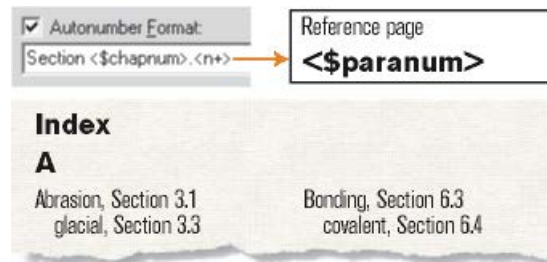 Autonumber Format:
Section <$chapnum>.<n+>
Reference page
<$paranum>
Index
A
Abrasion, Section 3.1
glacial, Section 3.3
Bonding, Section 6.3
covalent, Section 6.4